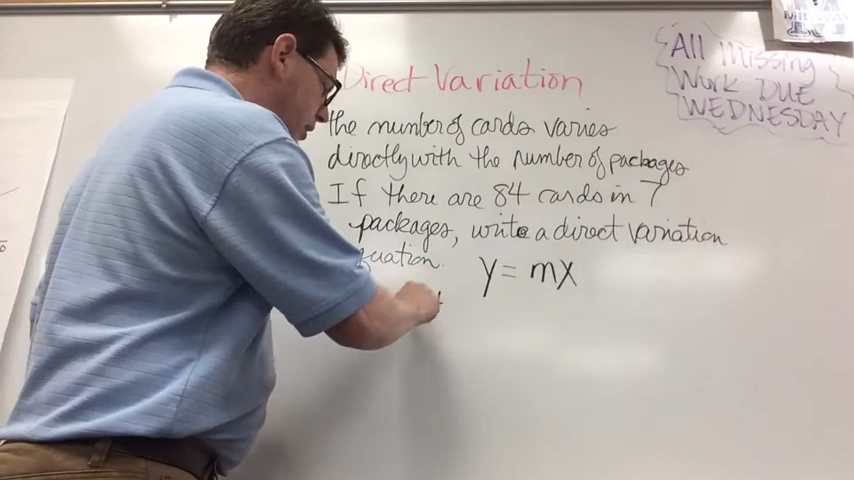 Direct Variation
the number of cards varies
directly with the number of packages
If there are 84 cards in 7
packages, write a direct variation
quation.
y = mx
All Missing
Work DUE
WEDNESDAY